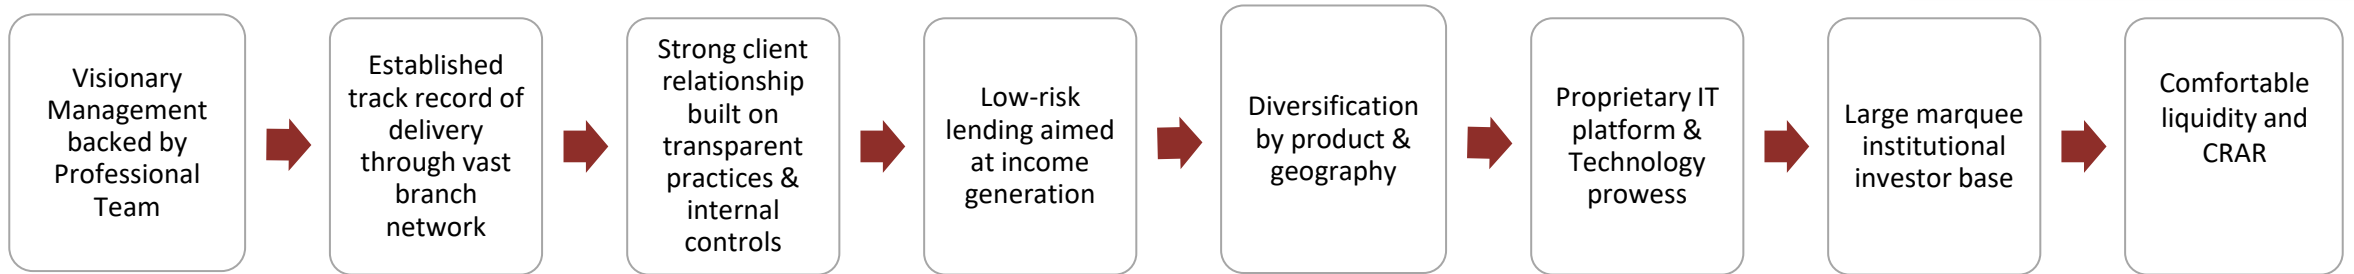 Visionary
Management
backed by
Professional
Team
Established
track record of
delivery
through vast
branch
network
Strong client
relationship
built on
transparent
practices &
internal
controls
Low-risk
lending aimed
at income
generation
Diversification
by product &
geography
Proprietary IT
platform &
Technology
prowess
Large marquee
institutional
investor base
Comfortable
liquidity and
CRAR